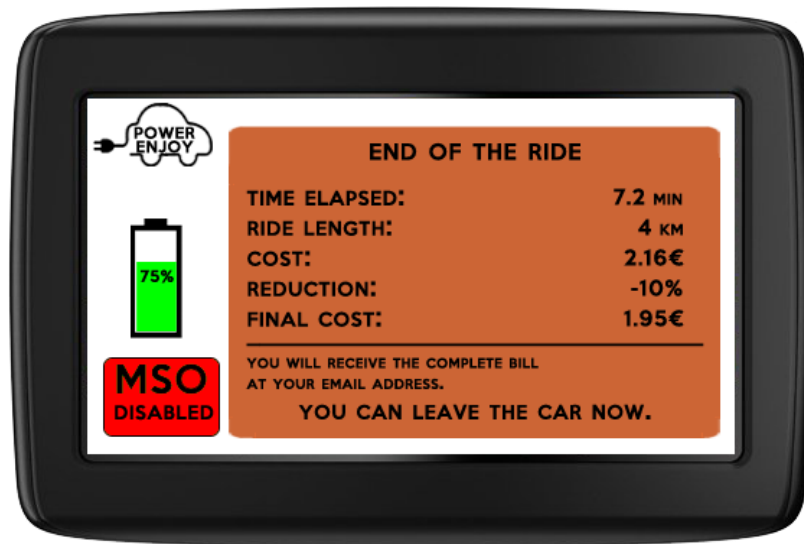 POWER
ENJOY
75%
MSO
DISABLED
END OF THE RIDE
TIME ELAPSED: 7.2 MIN
RIDE LENGTH: 4 KM
COST: 2.16€
REDUCTION: -10%
FINAL COST: 1.95€
YOU WILL RECEIVE THE COMPLETE BILL
AT YOUR EMAIL ADDRESS.
YOU CAN LEAVE THE CAR NOW.